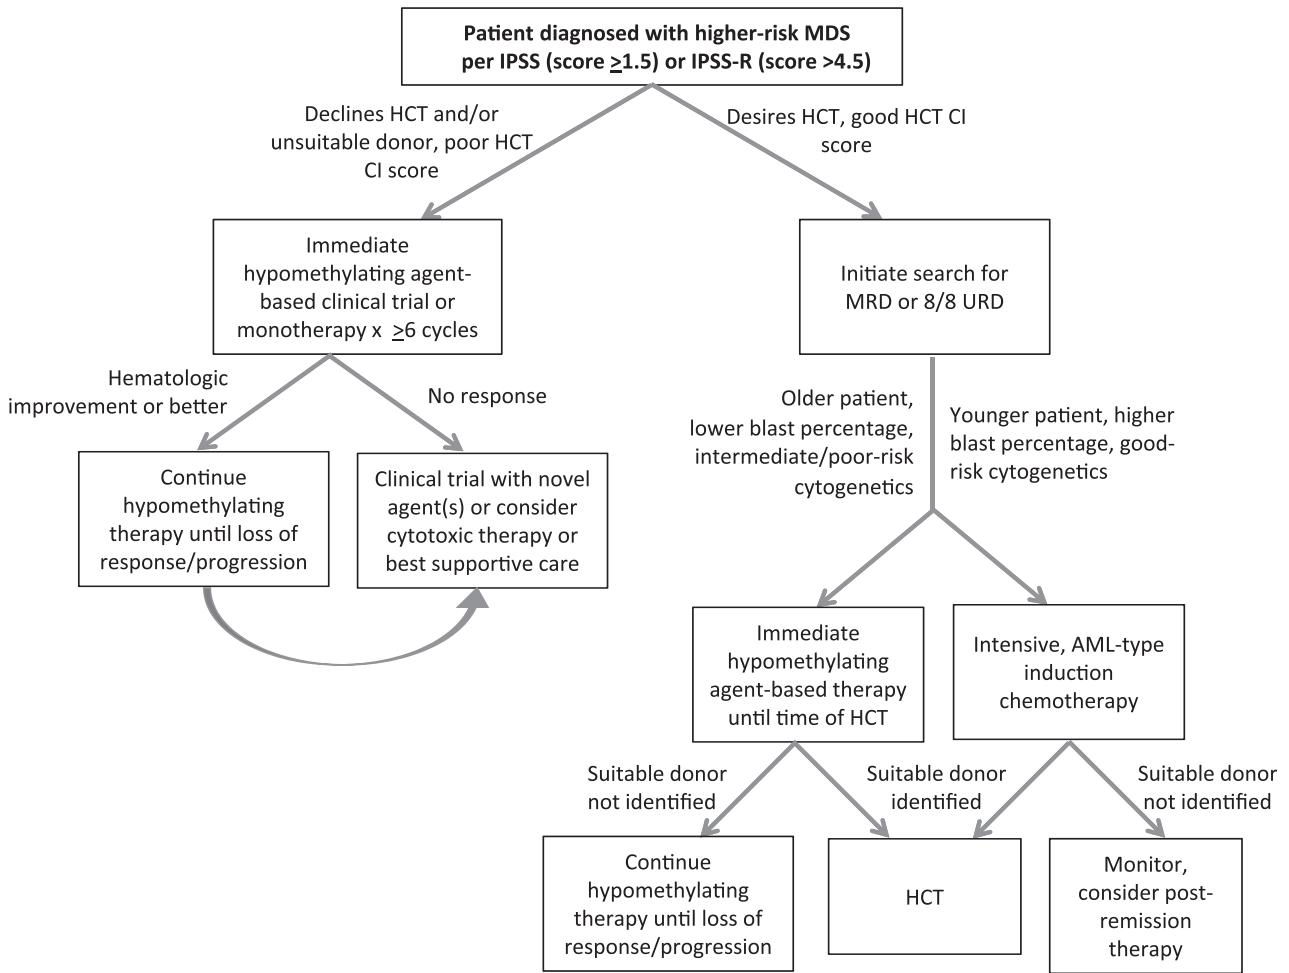 Patient diagnosed with higher-risk MDS
per IPSS (score ≥1.5) or IPSS-R (score >4.5)
Declines HCT and/or
unsuitable donor, poor HCT
CI score
Desires HCT, good HCT CI
score
Immediate
hypomethylating agent-
based clinical trial or
monotherapy x ≥6 cycles
Initiate search for
MRD or 8/8 URD
Hematologic
improvement or better
No response
Older patient,
lower blast percentage,
intermediate/poor-risk
cytogenetics
Younger patient, higher
blast percentage, good-
risk cytogenetics
Continue
hypomethylating
therapy until loss of
response/progression
Clinical trial with novel
agent(s) or consider
cytotoxic therapy or
best supportive care
Immediate
hypomethylating
agent-based therapy
until time of HCT
Intensive, AML-type
induction
chemotherapy
Suitable donor
not identified
Suitable donor
identified
Suitable donor
not identified
Continue
hypomethylating
therapy until loss of
response/progression
HCT
Monitor,
consider post-
remission
therapy